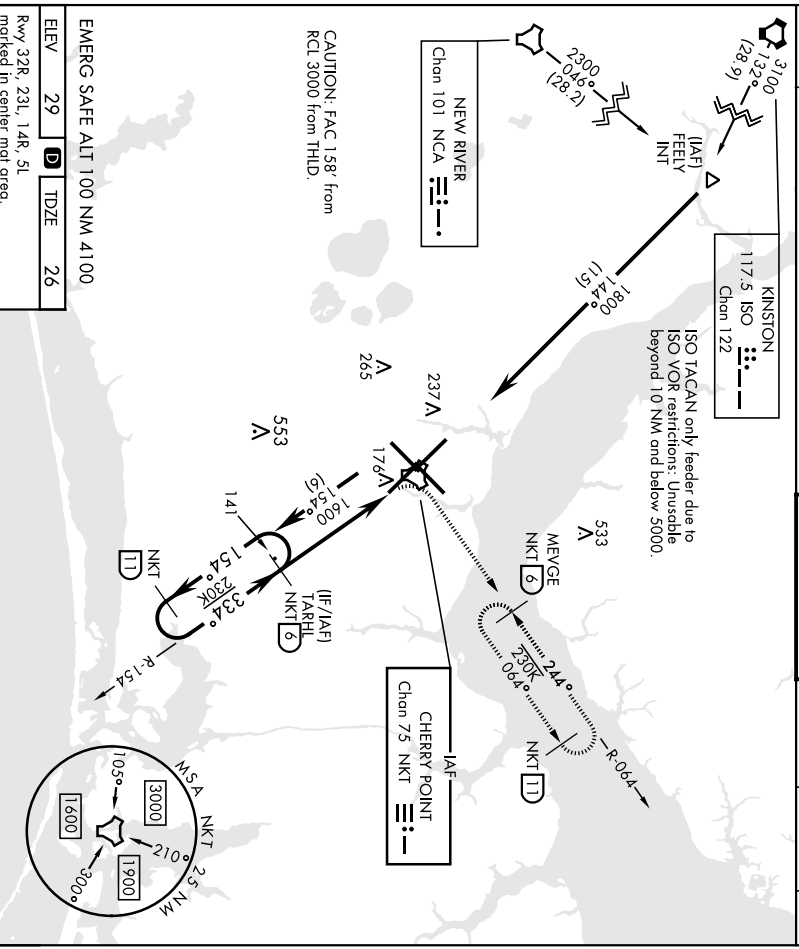 3100
132°
(28.9)
2300
046°
(28.2)
(IAF)
FEELY
INT
KINSTON
117.5 ISO
Chan 122
NEW RIVER
Chan 101 NCA
1800
144°
(15)
ISO TACAN only feeder due to
ISO VOR restrictions: Unusable
beyond 10 NM and below 5000.
CAUTION: FAC 158' from
RCL 3000 from THLD.
EMERG SAFE ALT 100 NM 4100
ELEV 29 D TDZE 26
Rwy 32R, 23L, 14R, 5L
marked in center mat area.
265
237
553
176
533
MEVGE
NKT 6
244°
230K
064°
NKT 11
R-064
1600
154°
(6)
141
154°
230K
334°
NKT
11
(IF/IAF)
TARHL
NKT 6
R-154
IAF
CHERRY POINT
Chan 75 NKT
MSA NKT 25 NM
105°
210°
300°
3000
1600
1900